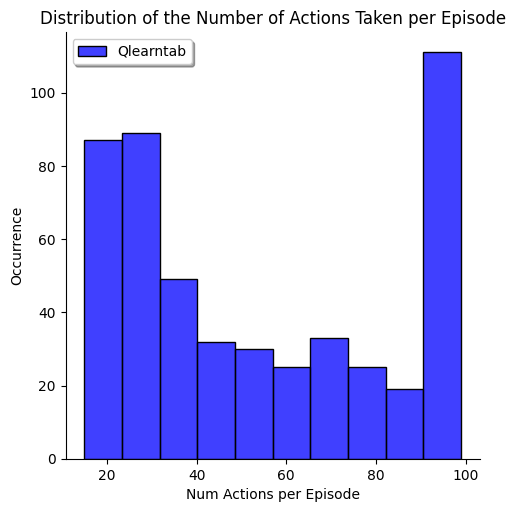 Distribution of the Number of Actions Taken per Episode
Qlearntab
100
80
60
40
20
0
Occurrence
20 40 60 80 100
Num Actions per Episode